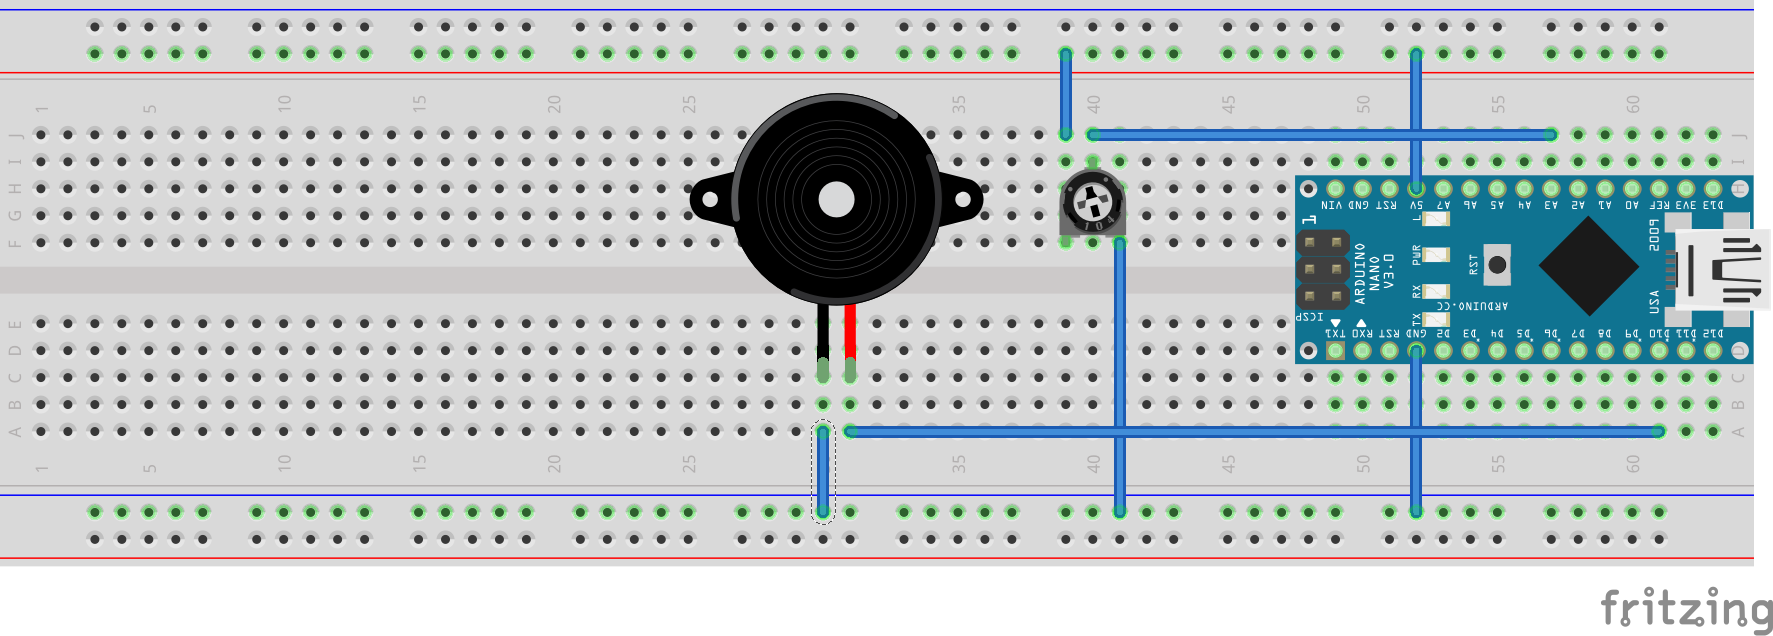 1 5 10 15 20 25 35 40 45 50 55 60
J J
I I
H H
G
F
VIN GND RST 5V A7 A6 A5 A4 A3 A2 A1 A0 REF 3V3 D13
104
L
PWR
RX
TX
ARDUINO
NANO
V3.0
RST
ARDUINO.CC
USA
ICSP
1
TX1 RX0 RST GND D2 D3 D4 D5 D6 D7 D8 D9 D10 D11 D12
E
D D
C C
B B
A A
1 5 10 15 20 25 35 40 45 50 55 60
fritzing